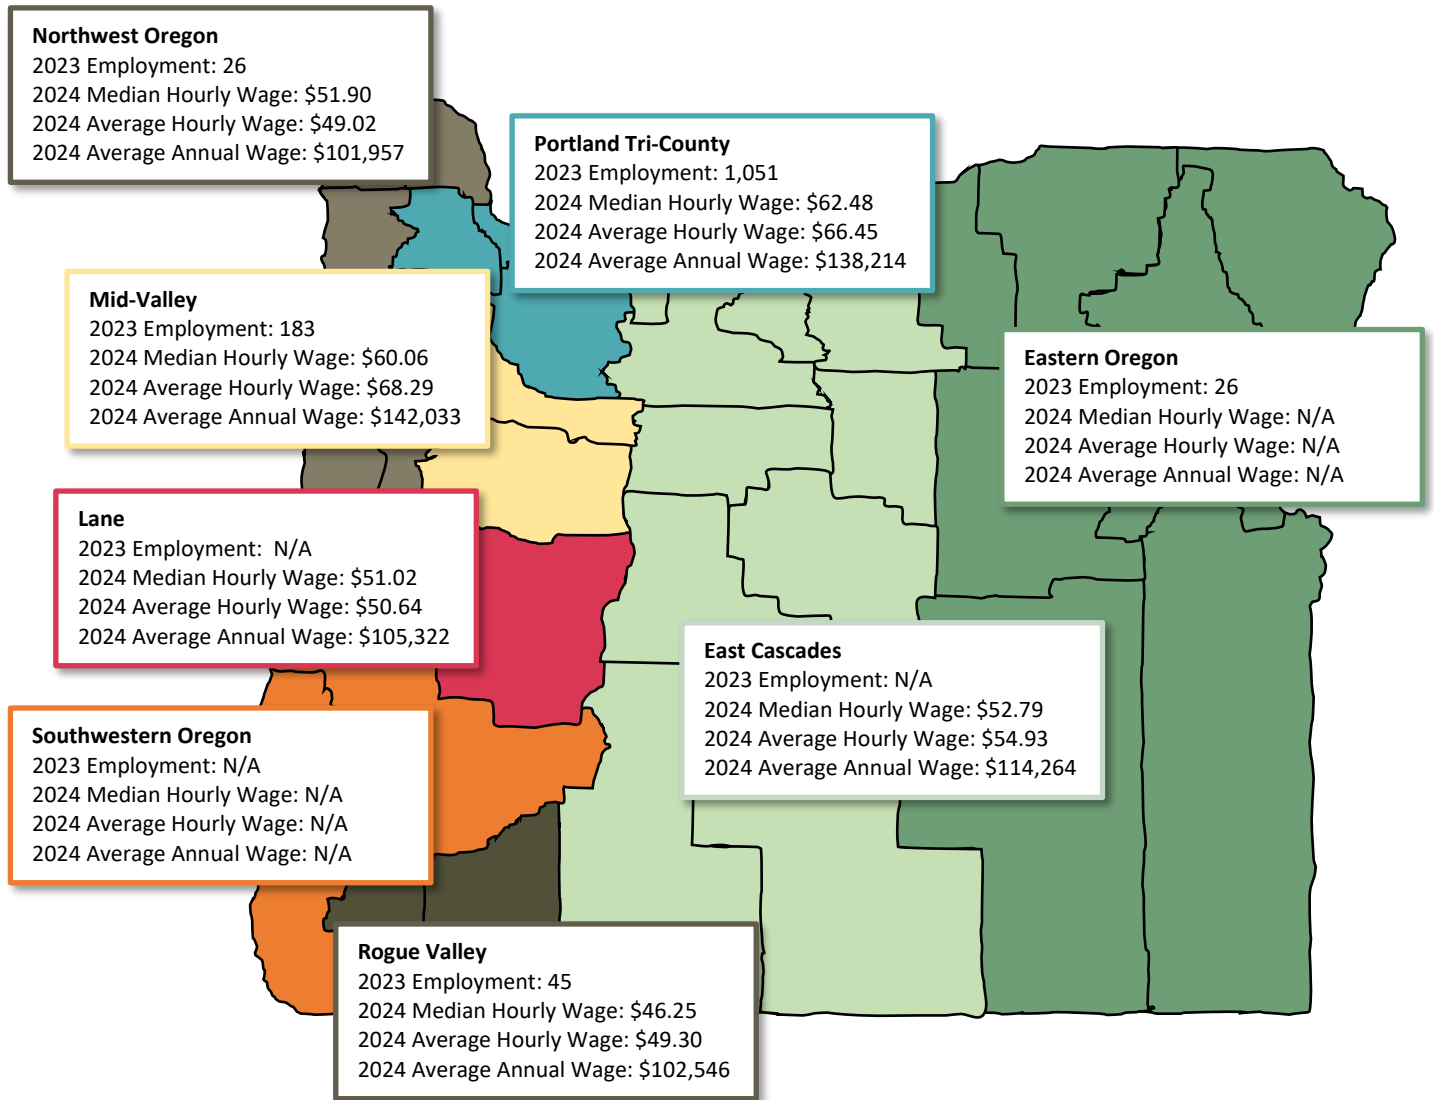 Northwest Oregon
2023 Employment: 26
2024 Median Hourly Wage: $51.90
2024 Average Hourly Wage: $49.02
2024 Average Annual Wage: $101,957
Portland Tri-County
2023 Employment: 1,051
2024 Median Hourly Wage: $62.48
2024 Average Hourly Wage: $66.45
2024 Average Annual Wage: $138,214
Mid-Valley
2023 Employment: 183
2024 Median Hourly Wage: $60.06
2024 Average Hourly Wage: $68.29
2024 Average Annual Wage: $142,033
Eastern Oregon
2023 Employment: 26
2024 Median Hourly Wage: N/A
2024 Average Hourly Wage: N/A
2024 Average Annual Wage: N/A
Lane
2023 Employment: N/A
2024 Median Hourly Wage: $51.02
2024 Average Hourly Wage: $50.64
2024 Average Annual Wage: $105,322
East Cascades
2023 Employment: N/A
2024 Median Hourly Wage: $52.79
2024 Average Hourly Wage: $54.93
2024 Average Annual Wage: $114,264
Southwestern Oregon
2023 Employment: N/A
2024 Median Hourly Wage: N/A
2024 Average Hourly Wage: N/A
2024 Average Annual Wage: N/A
Rogue Valley
2023 Employment: 45
2024 Median Hourly Wage: $46.25
2024 Average Hourly Wage: $49.30
2024 Average Annual Wage: $102,546